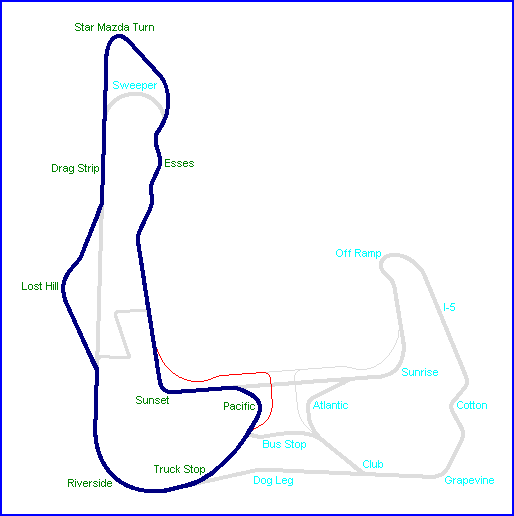 Star Mazda Turn
Sweeper
Esses
Drag Strip
Off Ramp
Lost Hill
I-5
Sunrise
Sunset
Pacific
Atlantic
Cotton
Bus Stop
Truck Stop
Club
Riverside
Dog Leg
Grapevine